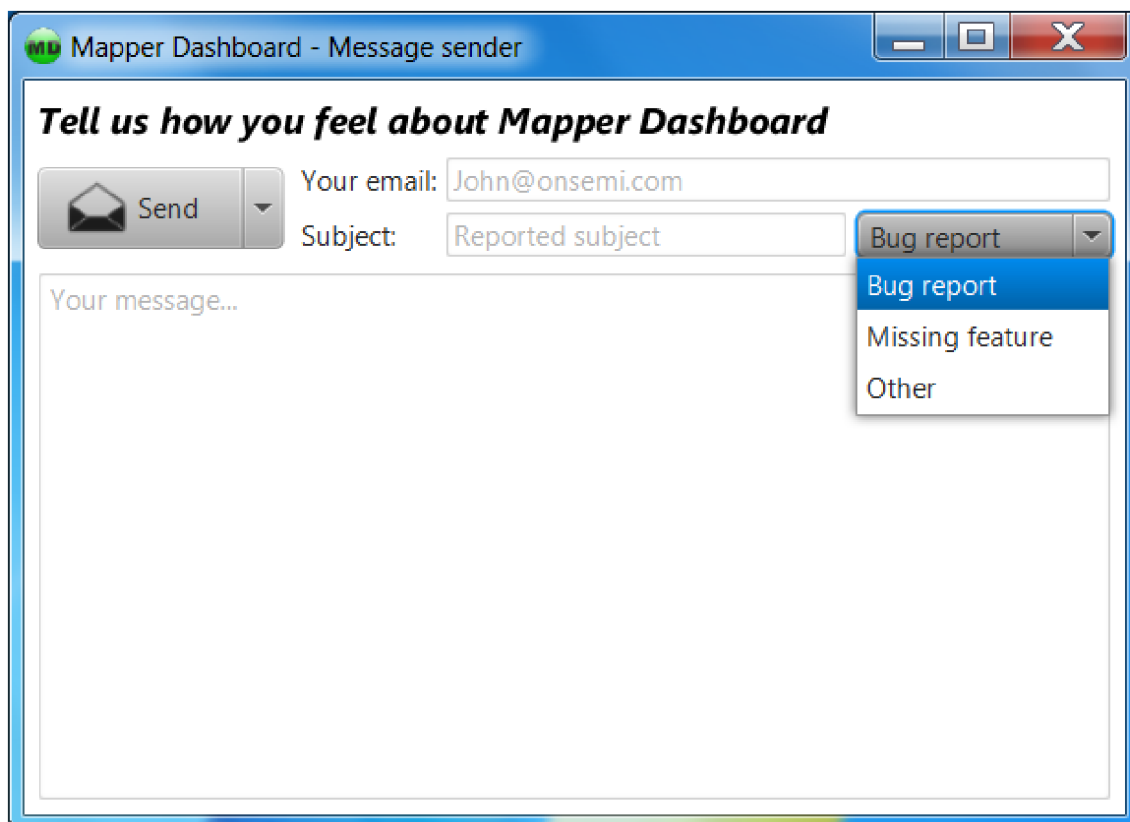 MD Mapper Dashboard - Message sender
Tell us how you feel about Mapper Dashboard
Send
Your email: John@onsemi.com
Subject: Reported subject Bug report
Your message...
Bug report
Missing feature
Other